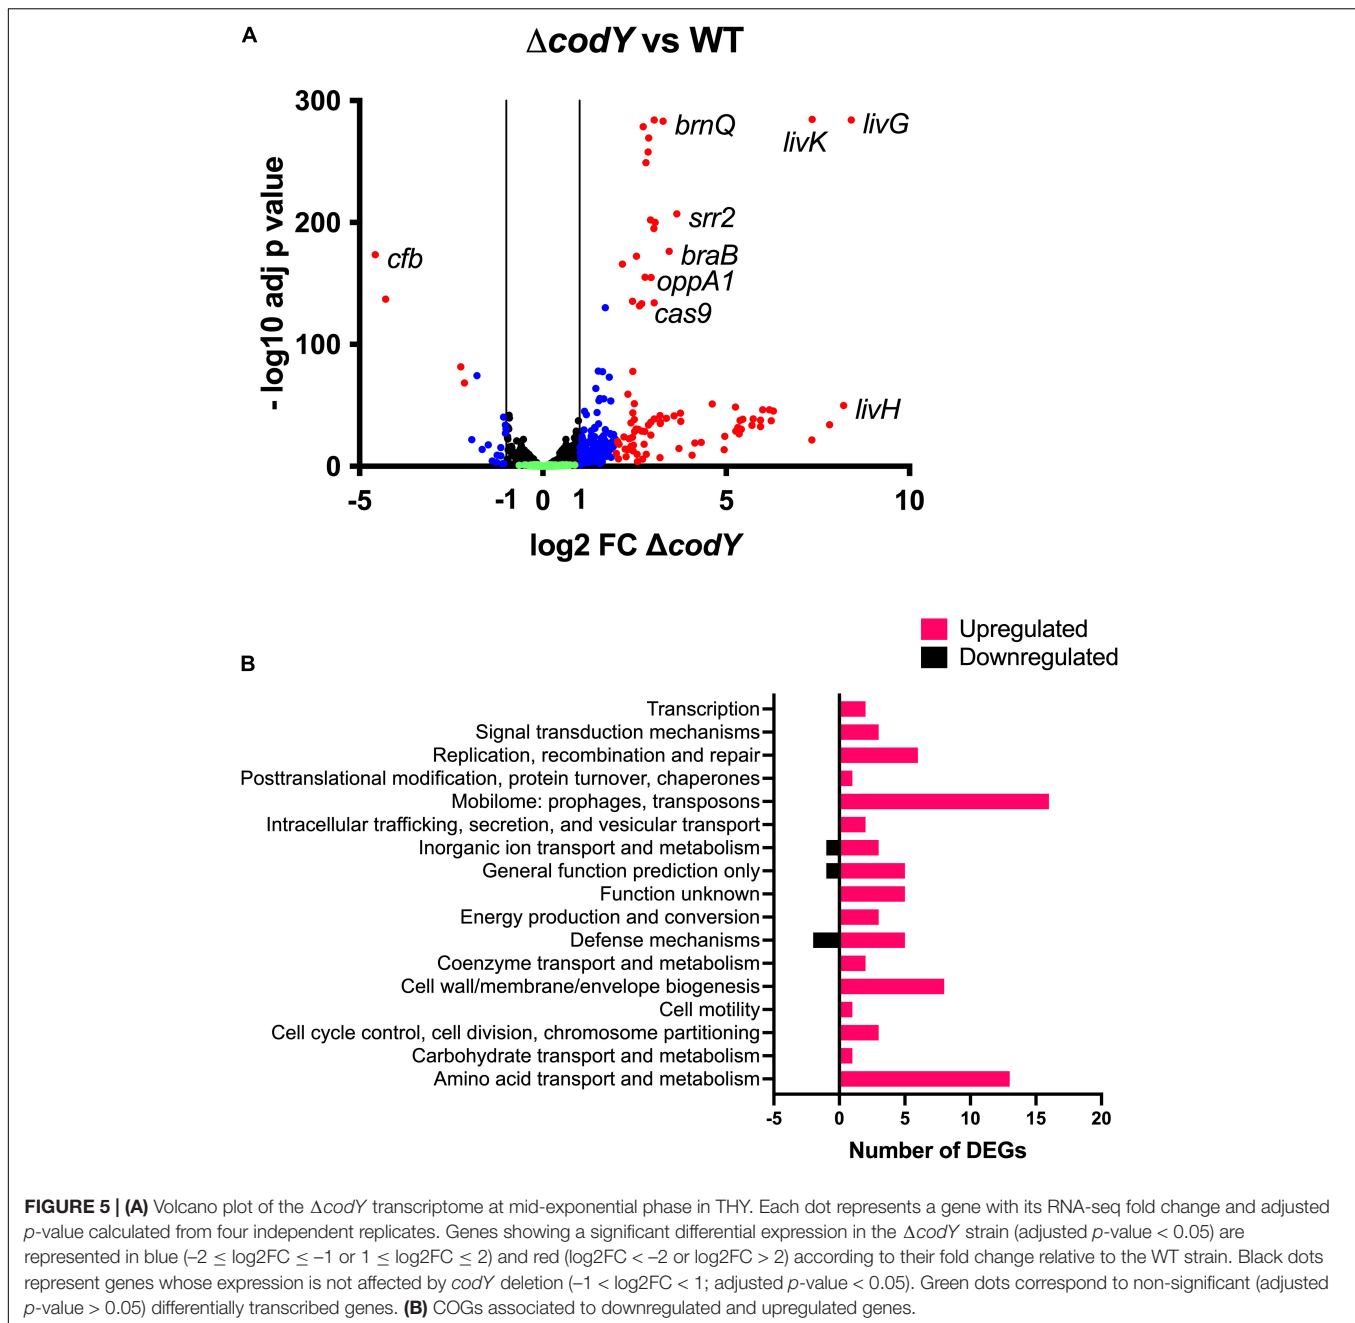 A
ΔcodY vs WT
300
200
100
0
- log10 adj p value
brnQ
livK
livG
srr2
braB
oppA1
cas9
cfb
livH
-5
-1
0
1
5
10
log2 FC ΔcodY
Upregulated
Downregulated
B
Transcription
Signal transduction mechanisms
Replication, recombination and repair
Posttranslational modification, protein turnover, chaperones
Mobilome: prophages, transposons
Intracellular trafficking, secretion, and vesicular transport
Inorganic ion transport and metabolism
General function prediction only
Function unknown
Energy production and conversion
Defense mechanisms
Coenzyme transport and metabolism
Cell wall/membrane/envelope biogenesis
Cell motility
Cell cycle control, cell division, chromosome partitioning
Carbohydrate transport and metabolism
Amino acid transport and metabolism
-5 0 5 10 15 20
Number of DEGs
FIGURE 5 | (A) Volcano plot of the ΔcodY transcriptome at mid-exponential phase in THY. Each dot represents a gene with its RNA-seq fold change and adjusted
p-value calculated from four independent replicates. Genes showing a significant differential expression in the ΔcodY strain (adjusted p-value < 0.05) are
represented in blue (–2 ≤ log2FC ≤ –1 or 1 ≤ log2FC ≤ 2) and red (log2FC < –2 or log2FC > 2) according to their fold change relative to the WT strain. Black dots
represent genes whose expression is not affected by codY deletion (–1 < log2FC < 1; adjusted p-value < 0.05). Green dots correspond to non-significant (adjusted
p-value > 0.05) differentially transcribed genes. (B) COGs associated to downregulated and upregulated genes.